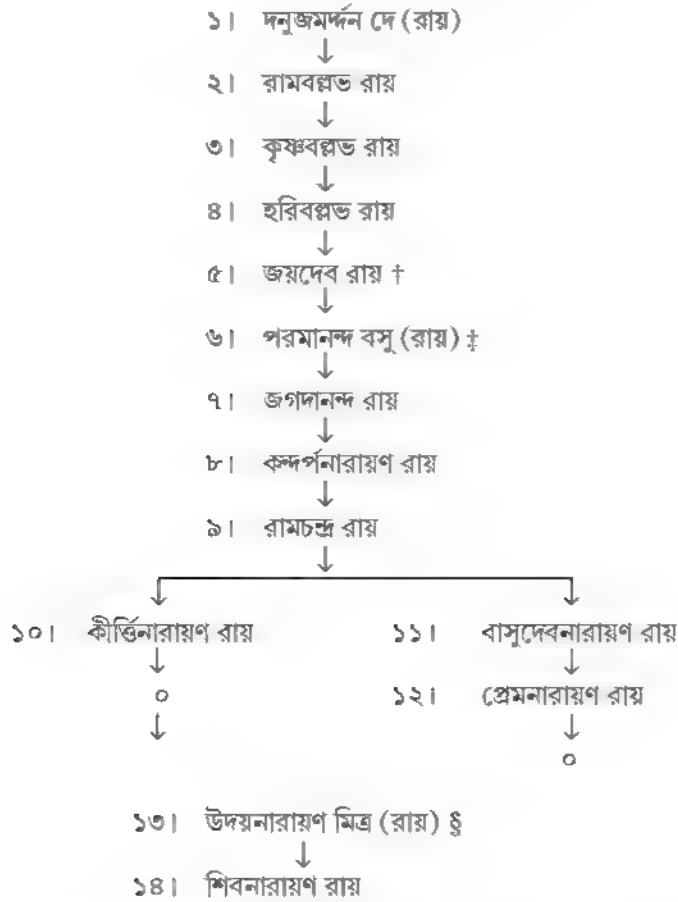 ১। দনুজমর্দ্দন দে (রায়)
২। রামবল্লভ রায়
৩। কৃষ্ণবল্লভ রায়
৪। হরিবল্লভ রায়
৫। জয়দেব রায় †
৬। পরমানন্দ বসু (রায়) ‡
৭। জগদানন্দ রায়
৮। কন্দর্পনারায়ণ রায়
৯। রামচন্দ্র রায়
১০। কীর্ত্তিনারায়ণ রায় ১১। বাসুদেবনারায়ণ রায়
০ ১২। প্রেমনারায়ণ রায়
০
১৩। উদয়নারায়ণ মিত্র (রায়) §
১৪। শিবনারায়ণ রায়